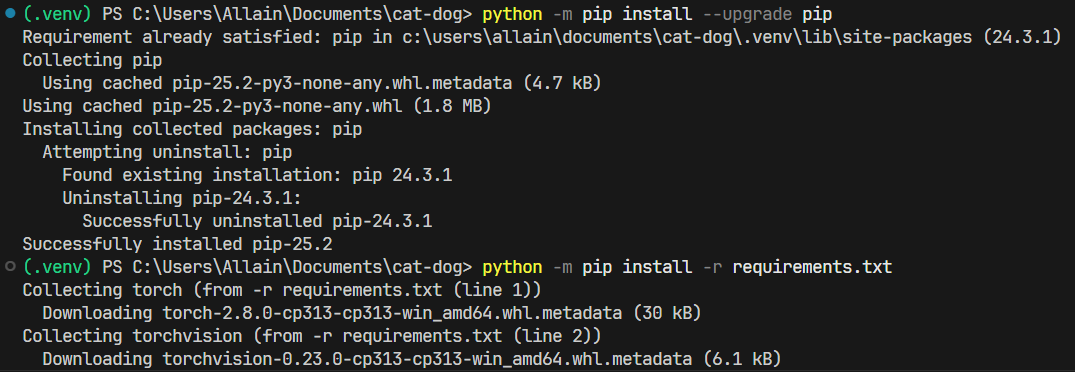 (.venv) PS C:\Users\Allain\Documents\cat-dog> python -m pip install --upgrade pip
Requirement already satisfied: pip in c:\users\allain\documents\cat-dog\.venv\lib\site-packages (24.3.1)
Collecting pip
  Using cached pip-25.2-py3-none-any.whl.metadata (4.7 kB)
Using cached pip-25.2-py3-none-any.whl (1.8 MB)
Installing collected packages: pip
  Attempting uninstall: pip
    Found existing installation: pip 24.3.1
    Uninstalling pip-24.3.1:
      Successfully uninstalled pip-24.3.1
Successfully installed pip-25.2
(.venv) PS C:\Users\Allain\Documents\cat-dog> python -m pip install -r requirements.txt
Collecting torch (from -r requirements.txt (line 1))
  Downloading torch-2.8.0-cp313-cp313-win_amd64.whl.metadata (30 kB)
Collecting torchvision (from -r requirements.txt (line 2))
  Downloading torchvision-0.23.0-cp313-cp313-win_amd64.whl.metadata (6.1 kB)